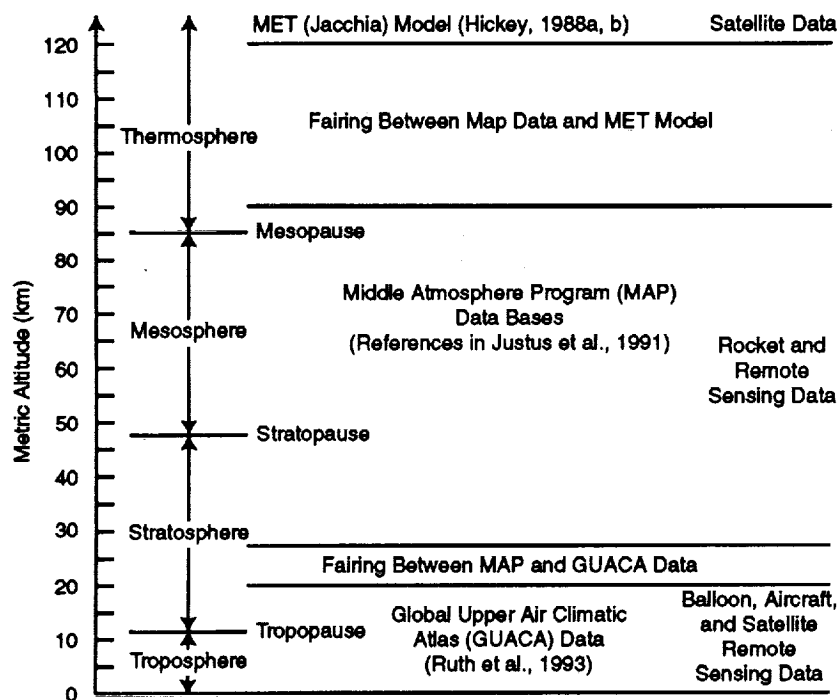 MET (Jacchia) Model (Hickey, 1988a, b)
Satellite Data
120
110
100
90
80
70
60
50
40
30
20
10
0
Metric Altitude (km)
Thermosphere
Fairing Between Map Data and MET Model
Mesopause
Mesosphere
Middle Atmosphere Program (MAP)
Data Bases
(References in Justus et al., 1991)
Rocket and
Remote
Sensing Data
Stratopause
Stratosphere
Fairing Between MAP and GUACA Data
Tropopause
Troposphere
Global Upper Air Climatic
Atlas (GUACA) Data
(Ruth et al., 1993)
Balloon, Aircraft,
and Satellite
Remote
Sensing Data